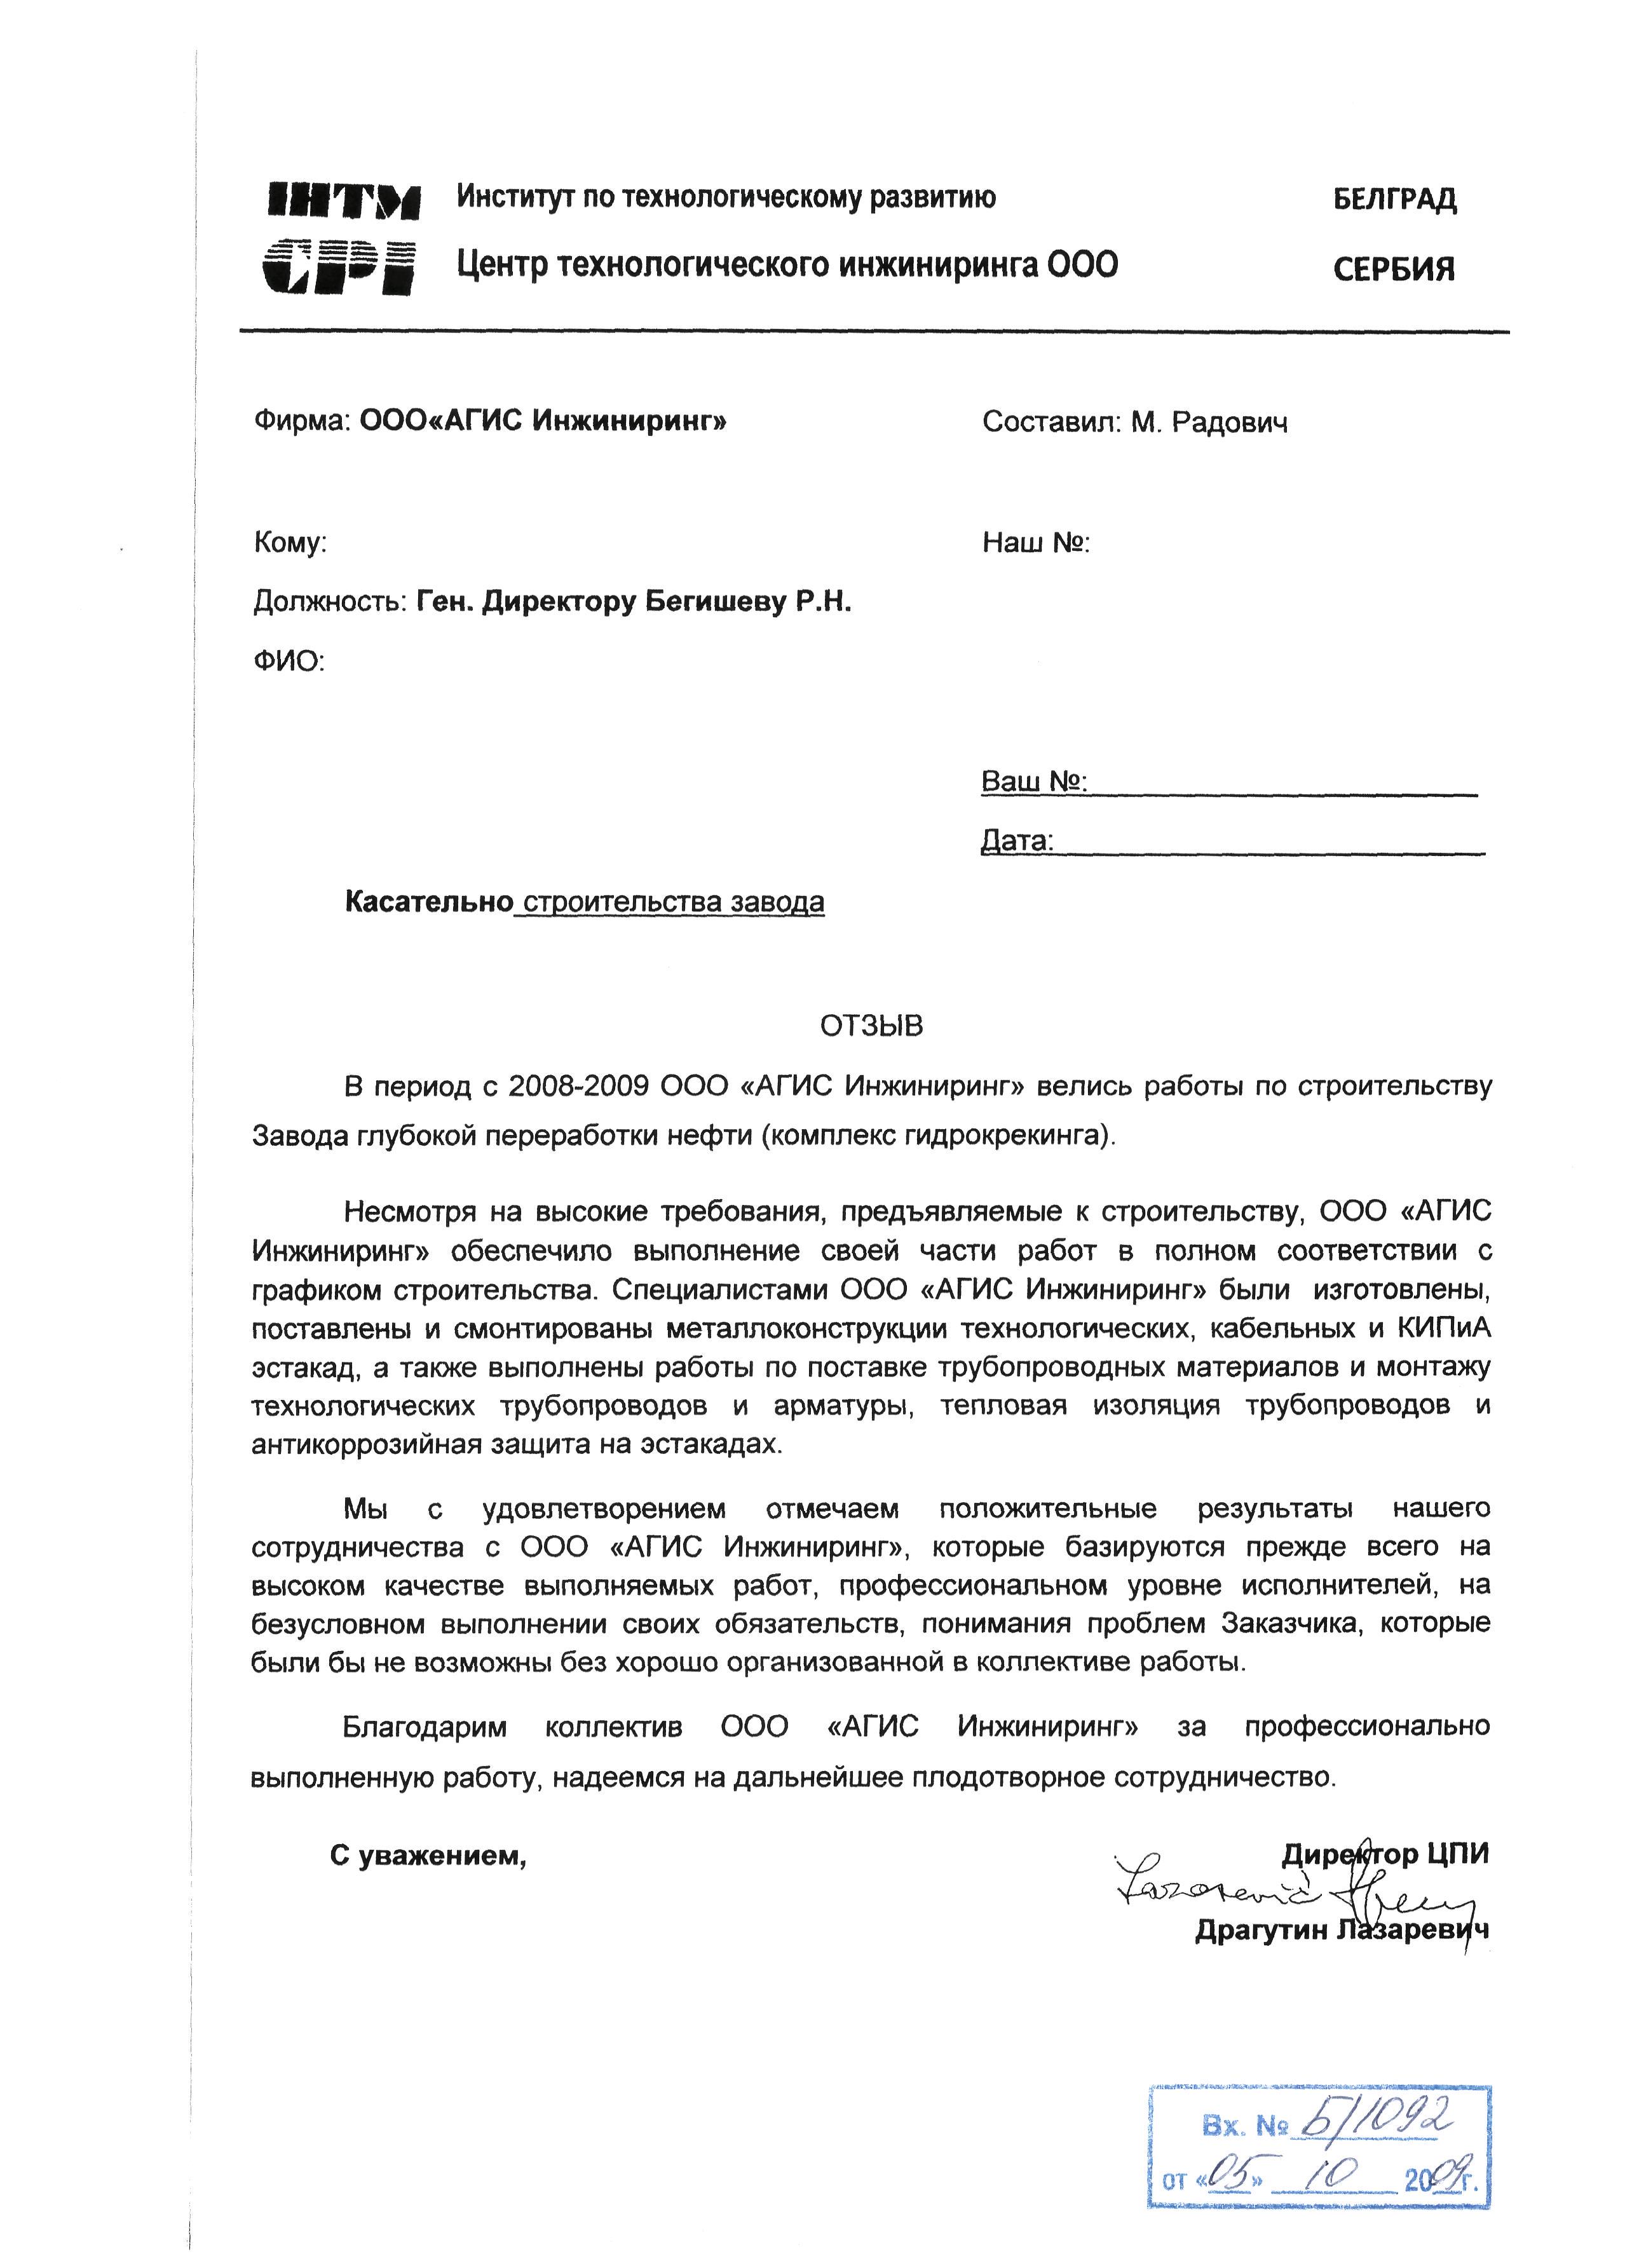 ІНТМ Институт по технологическому развитию БЕЛГРАД
CPI Центр технологического инжиниринга ООО СЕРБИЯ
Фирма: ООО«АГИС Инжиниринг» Составил: М. Радович
Кому: Наш №:
Должность: Ген. Директору Бегишеву Р.Н.
ФИО:
Ваш №:
Дата:
Касательно строительства завода
ОТЗЫВ
В период с 2008-2009 ООО «АГИС Инжиниринг» велись работы по строительству
Завода глубокой переработки нефти (комплекс гидрокрекинга).
Несмотря на высокие требования, предъявляемые к строительству, ООО «АГИС
Инжиниринг» обеспечило выполнение своей части работ в полном соответствии с
графиком строительства. Специалистами ООО «АГИС Инжиниринг» были изготовлены,
поставлены и смонтированы металлоконструкции технологических, кабельных и КИПиА
эстакад, а также выполнены работы по поставке трубопроводных материалов и монтажу
технологических трубопроводов и арматуры, тепловая изоляция трубопроводов и
антикоррозийная защита на эстакадах.
Мы с удовлетворением отмечаем положительные результаты нашего
сотрудничества с ООО «АГИС Инжиниринг», которые базируются прежде всего на
высоком качестве выполняемых работ, профессиональном уровне исполнителей, на
безусловном выполнении своих обязательств, понимания проблем Заказчика, которые
были бы не возможны без хорошо организованной в коллективе работы.
Благодарим коллектив ООО «АГИС Инжиниринг» за профессионально
выполненную работу, надеемся на дальнейшее плодотворное сотрудничество.
С уважением, Директор ЦПИ
Lazarević
Драгутин Лазаревич
Вх. № Б/1092
от «05» 10 2009г.